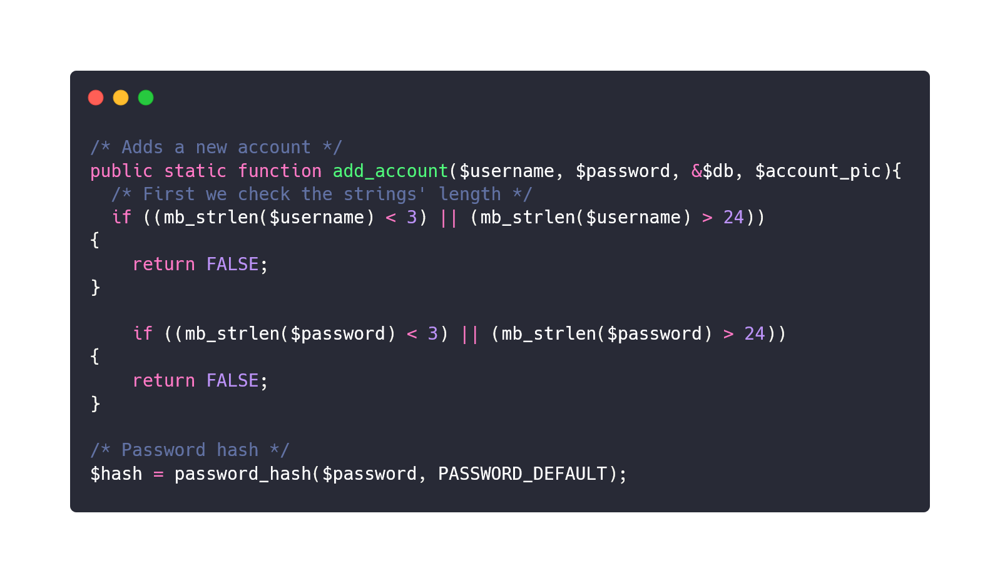 /* Adds a new account */
public static function add_account($username, $password, &$db, $account_pic){
  /* First we check the strings' length */
  if ((mb_strlen($username) < 3) || (mb_strlen($username) > 24))
{
    return FALSE;
}

    if ((mb_strlen($password) < 3) || (mb_strlen($password) > 24))
{
    return FALSE;
}

/* Password hash */
$hash = password_hash($password, PASSWORD_DEFAULT);